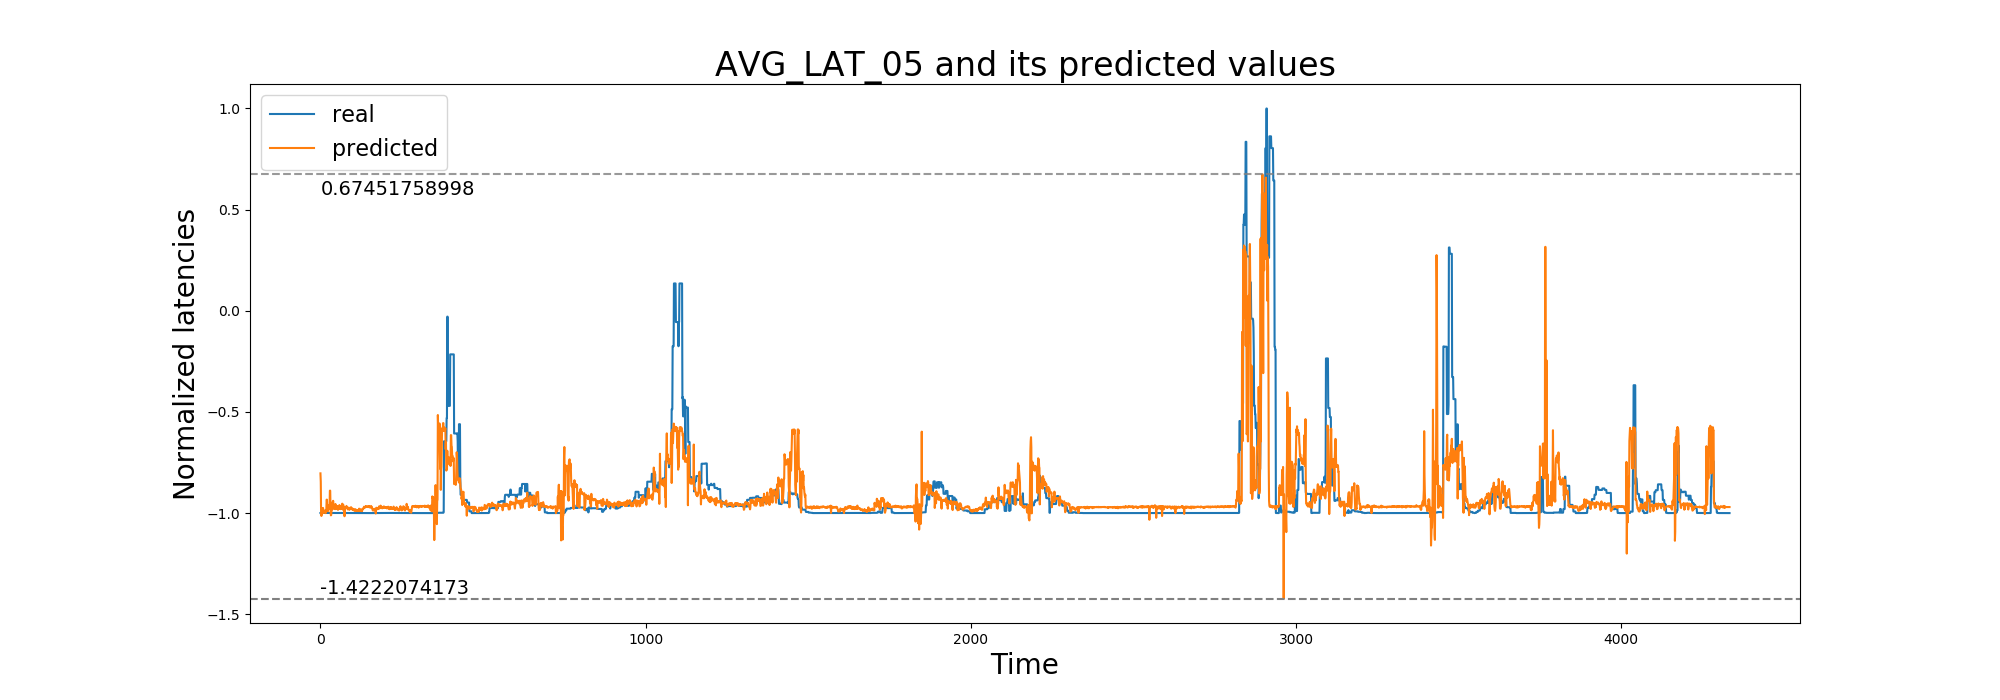 AVG_LAT_05 and its predicted values
real
predicted
0.67451758998
-1.4222074173
1.0
0.5
0.0
−0.5
−1.0
−1.5
Normalized latencies
0 1000 2000 3000 4000
Time